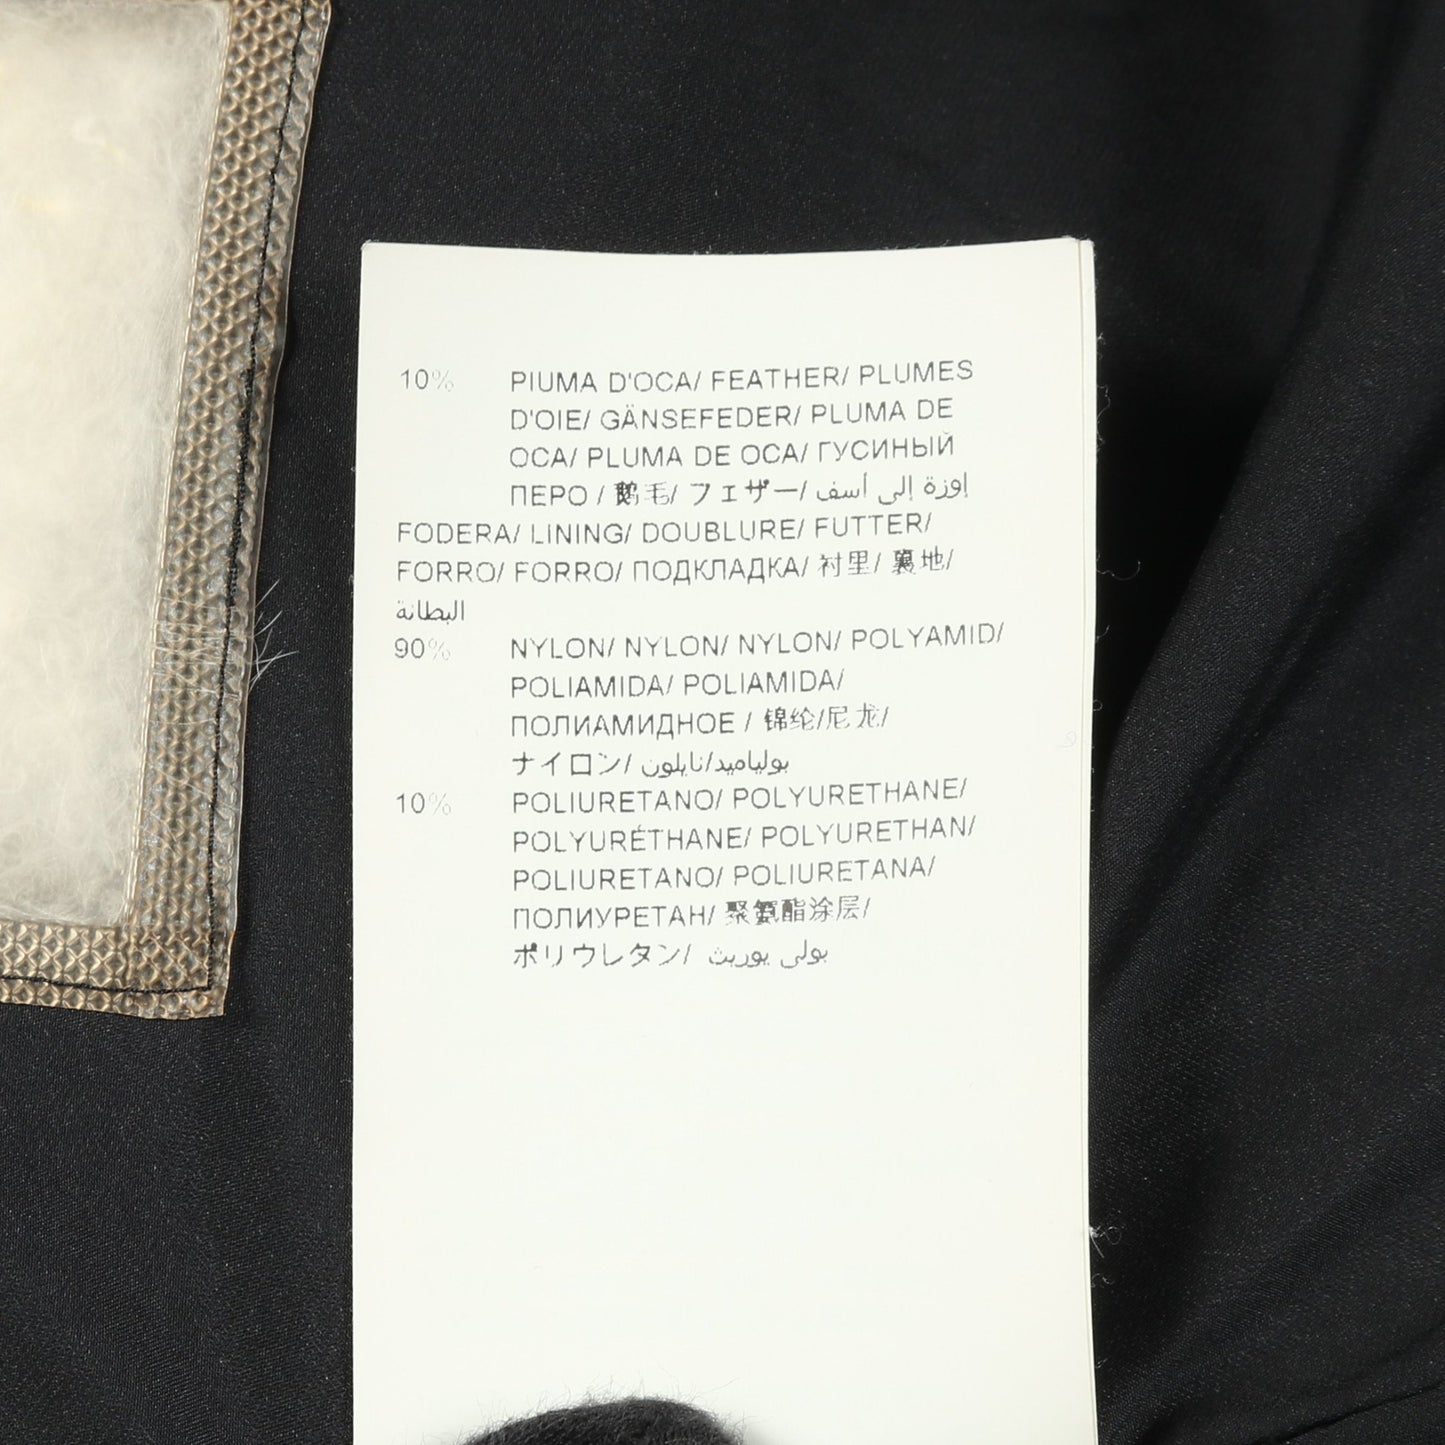 10% PIUMA D'OCA/ FEATHER/ PLUMES
D'OIE/ GÄNSEFEDER/ PLUMA DE
OCA/ PLUMA DE OCA/ ГУСИНЫЙ
ПЕРО / 鹅毛/ フェザー/ اوزة إلى أسف
FODERA/ LINING/ DOUBLURE/ FUTTER/
FORRO/ FORRO/ ПОДКЛАДКА/ 衬里/ 裏地/
البطانة
90% NYLON/ NYLON/ NYLON/ POLYAMID/
POLIAMIDA/ POLIAMIDA/
ПОЛИАМИДНОЕ / 锦纶/尼龙/
ナイロン/ بولياميد/نايلون
10% POLIURETANO/ POLYURETHANE/
POLYURÉTHANE/ POLYURETHAN/
POLIURETANO/ POLIURETANA/
ПОЛИУРЕТАН/ 聚氨酯涂层/
ポリウレタン/ بولي يوريث